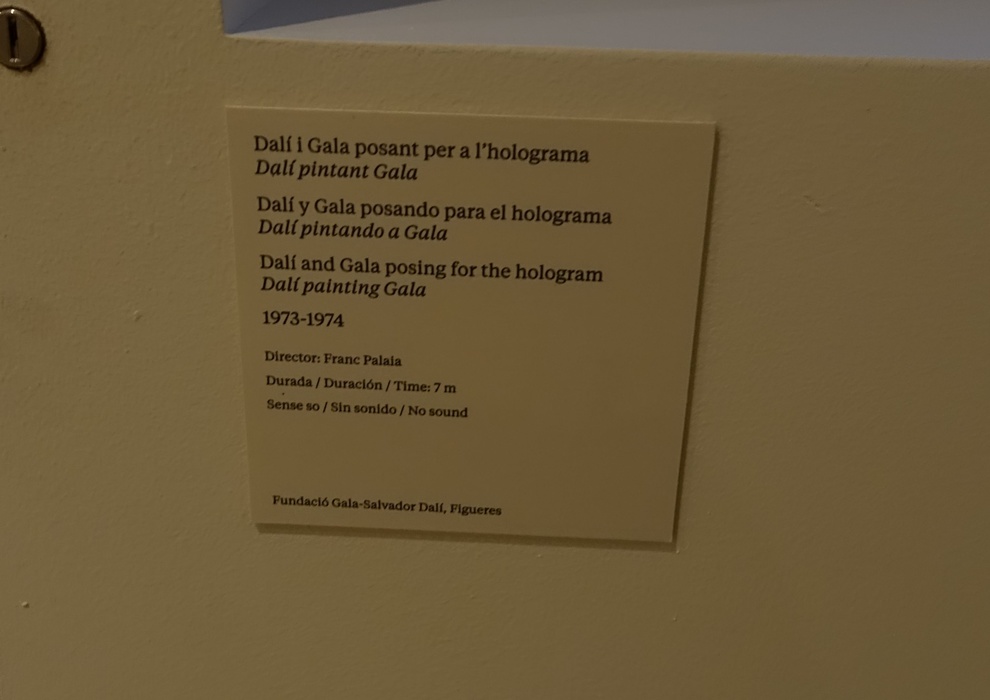 Dalí i Gala posant per a l'holograma
Dalí pintant Gala
Dalí y Gala posando para el holograma
Dalí pintando a Gala
Dalí and Gala posing for the hologram
Dalí painting Gala
1973-1974
Director: Franc Palaia
Durada / Duración / Time: 7 m
Sense so / Sin sonido / No sound
Fundació Gala-Salvador Dalí, Figueres